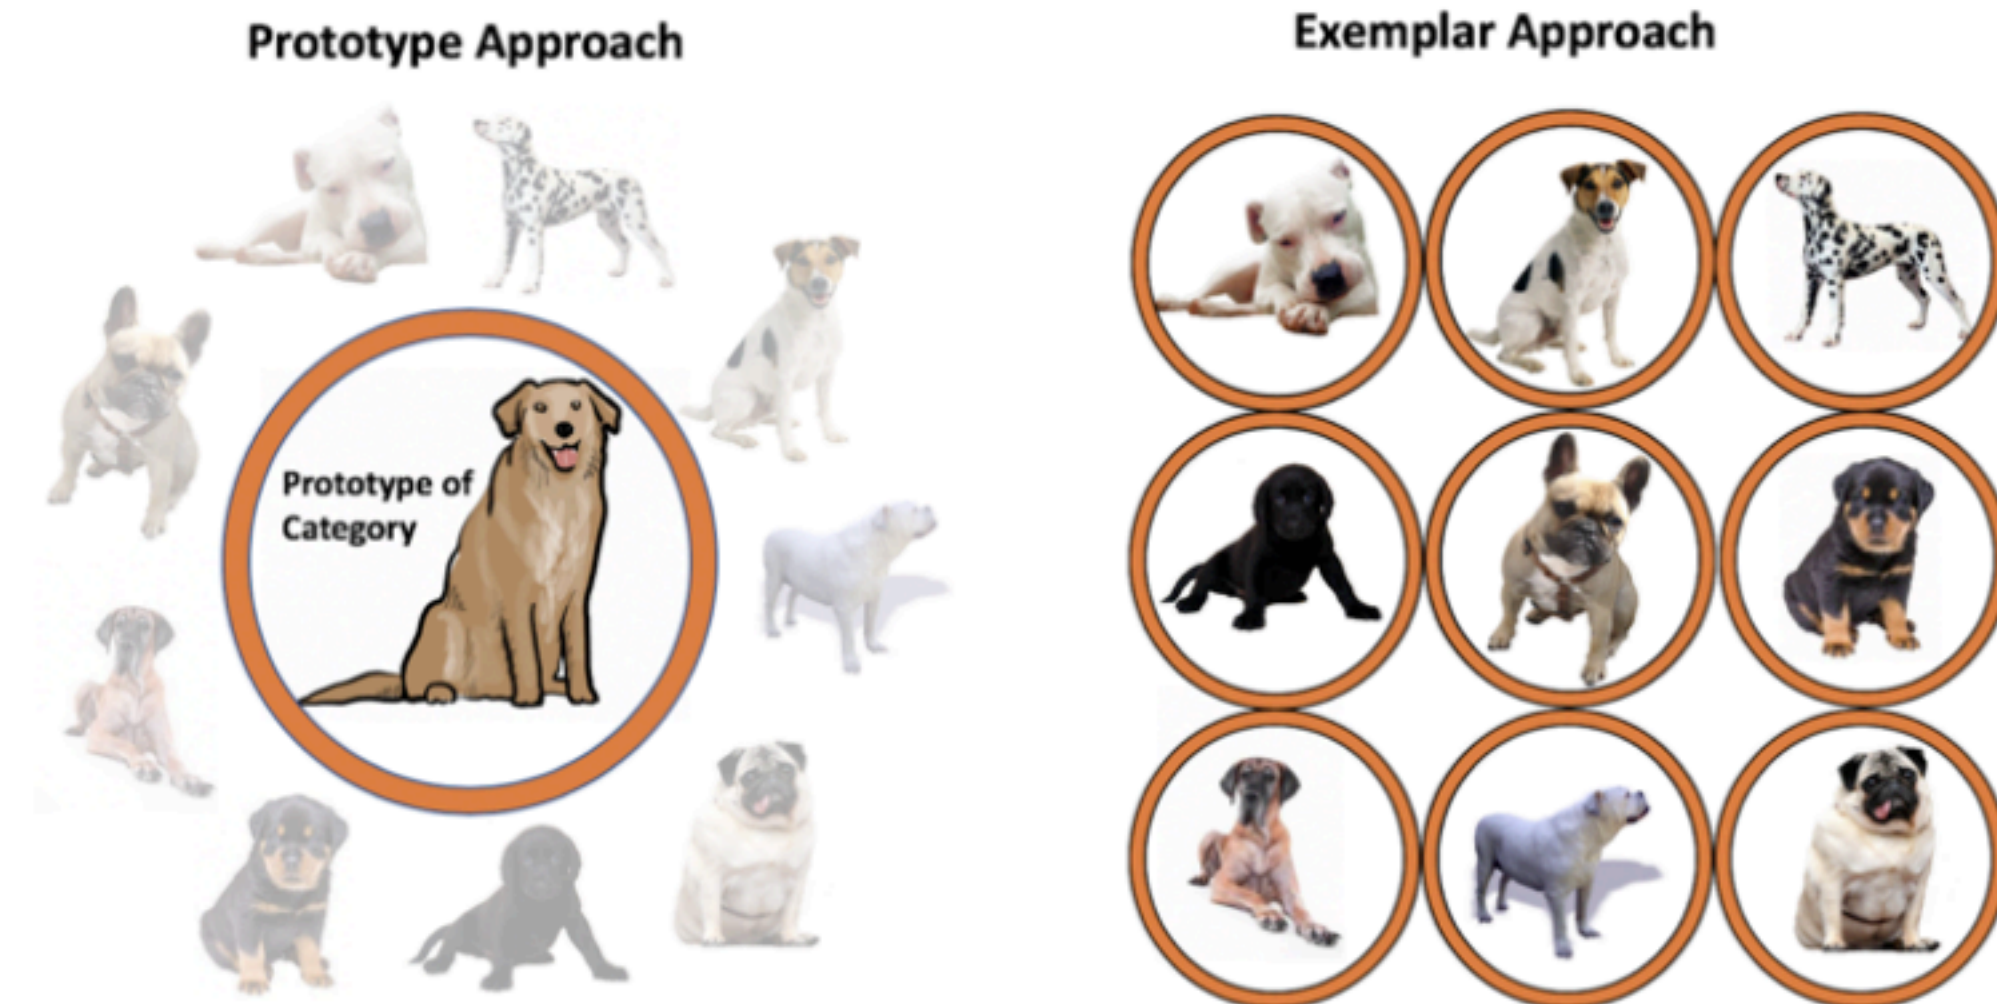 Prototype Approach
Exemplar Approach
Prototype of
Category